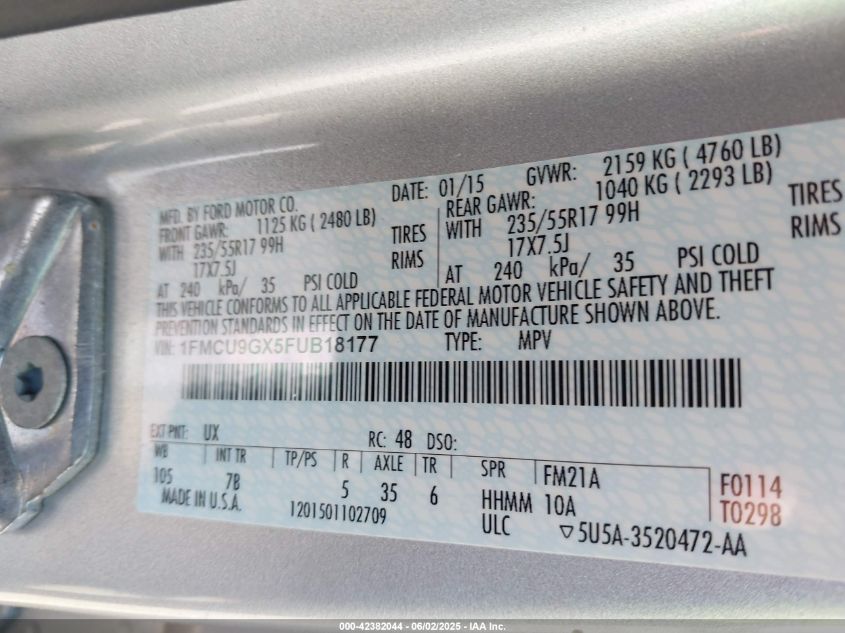 MFD. BY FORD MOTOR CO. DATE: 01/15 GVWR: 2159 KG ( 4760 LB)
FRONT GAWR: 1125 KG ( 2480 LB) REAR GAWR: 1040 KG ( 2293 LB)
WITH 235/55R17 99H TIRES WITH 235/55R17 99H TIRES
17X7.5J RIMS 17X7.5J RIMS
AT 240 kPa/ 35 PSI COLD AT 240 kPa/ 35 PSI COLD
THIS VEHICLE CONFORMS TO ALL APPLICABLE FEDERAL MOTOR VEHICLE SAFETY AND THEFT
PREVENTION STANDARDS IN EFFECT ON THE DATE OF MANUFACTURE SHOWN ABOVE.
VIN: 1FMCU9GX5FUB18177 TYPE: MPV
EXT PNT: UX RC: 48 DSO:
WB INT TR TP/PS R AXLE TR SPR FM21A F0114
105 7B 5 35 6 HHMM 10A T0298
MADE IN U.S.A. 1201501102709 ULC ▽5U5A-3520472-AA
000-42382044 / 06/02/2025 - IAA Inc.